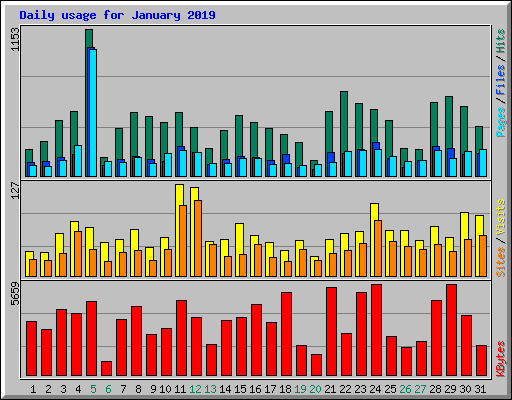 Daily usage for January 2019
1153
Pages / Files / Hits
127
Sites / Visits
5659
KBytes
1 2 3 4 5 6 7 8 9 10 11 12 13 14 15 16 17 18 19 20 21 22 23 24 25 26 27 28 29 30 31